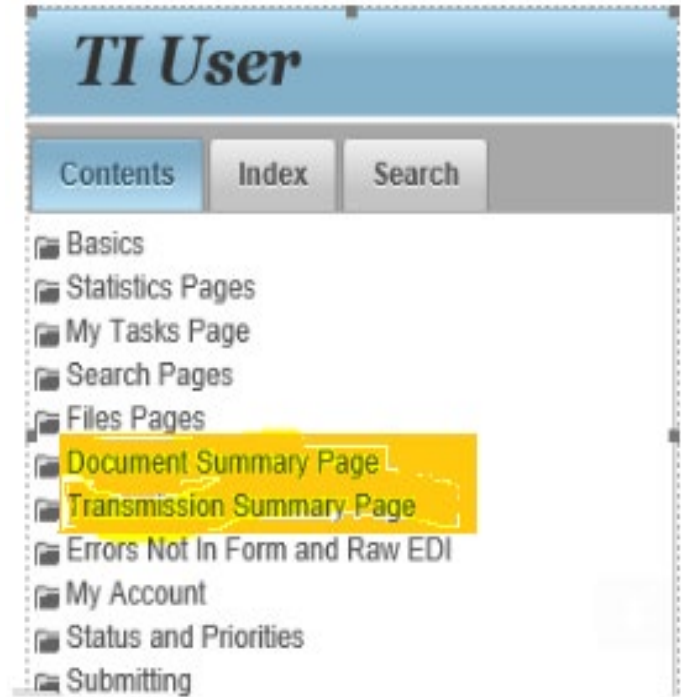 TI User
Contents Index Search
Basics
Statistics Pages
My Tasks Page
Search Pages
Files Pages
Document Summary Page
Transmission Summary Page
Errors Not In Form and Raw EDI
My Account
Status and Priorities
Submitting